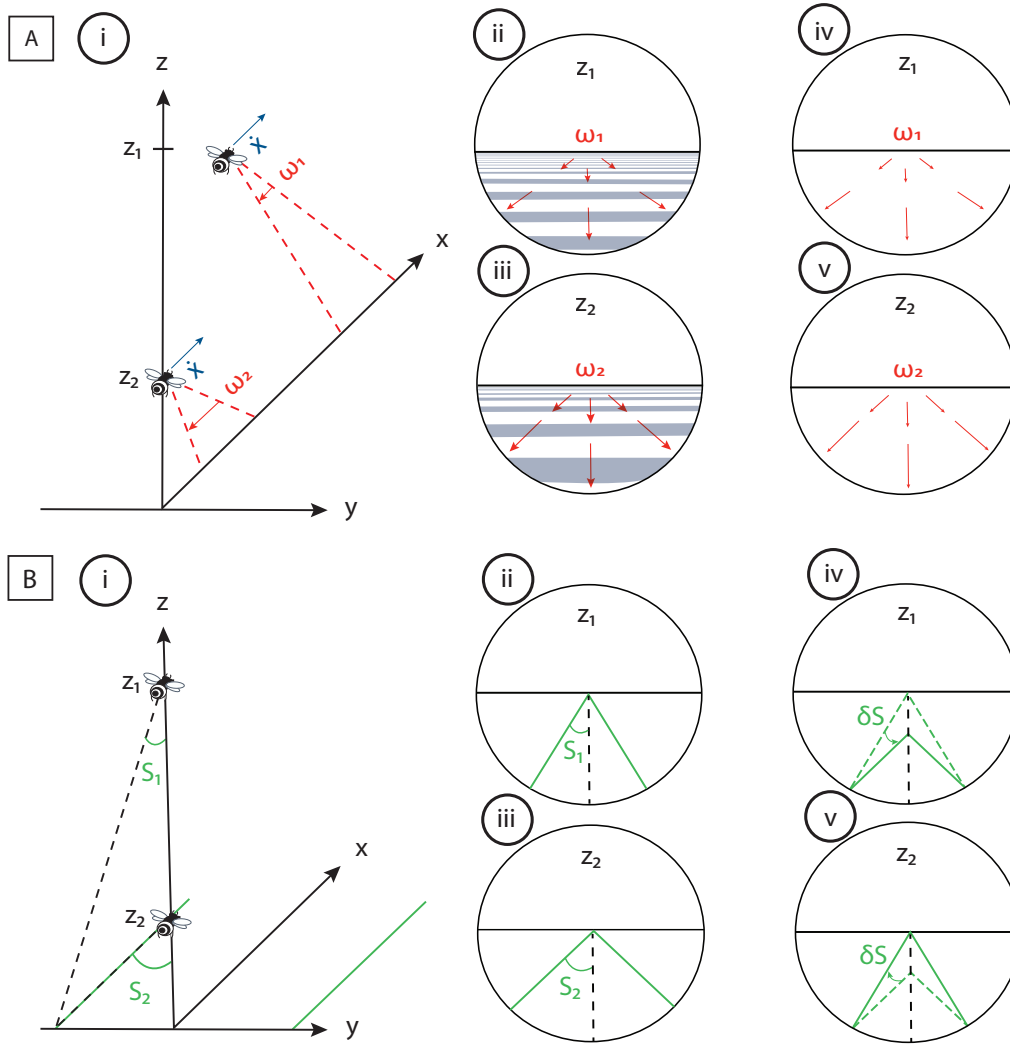 A
i
z
z₁
ẋ
ω₁
x
z₂
ẋ
ω₂
y
ii
z₁
ω₁
iii
z₂
ω₂
iv
z₁
ω₁
v
z₂
ω₂
B
i
z
z₁
S₁
x
z₂
S₂
y
ii
z₁
S₁
iii
z₂
S₂
iv
z₁
δS
v
z₂
δS